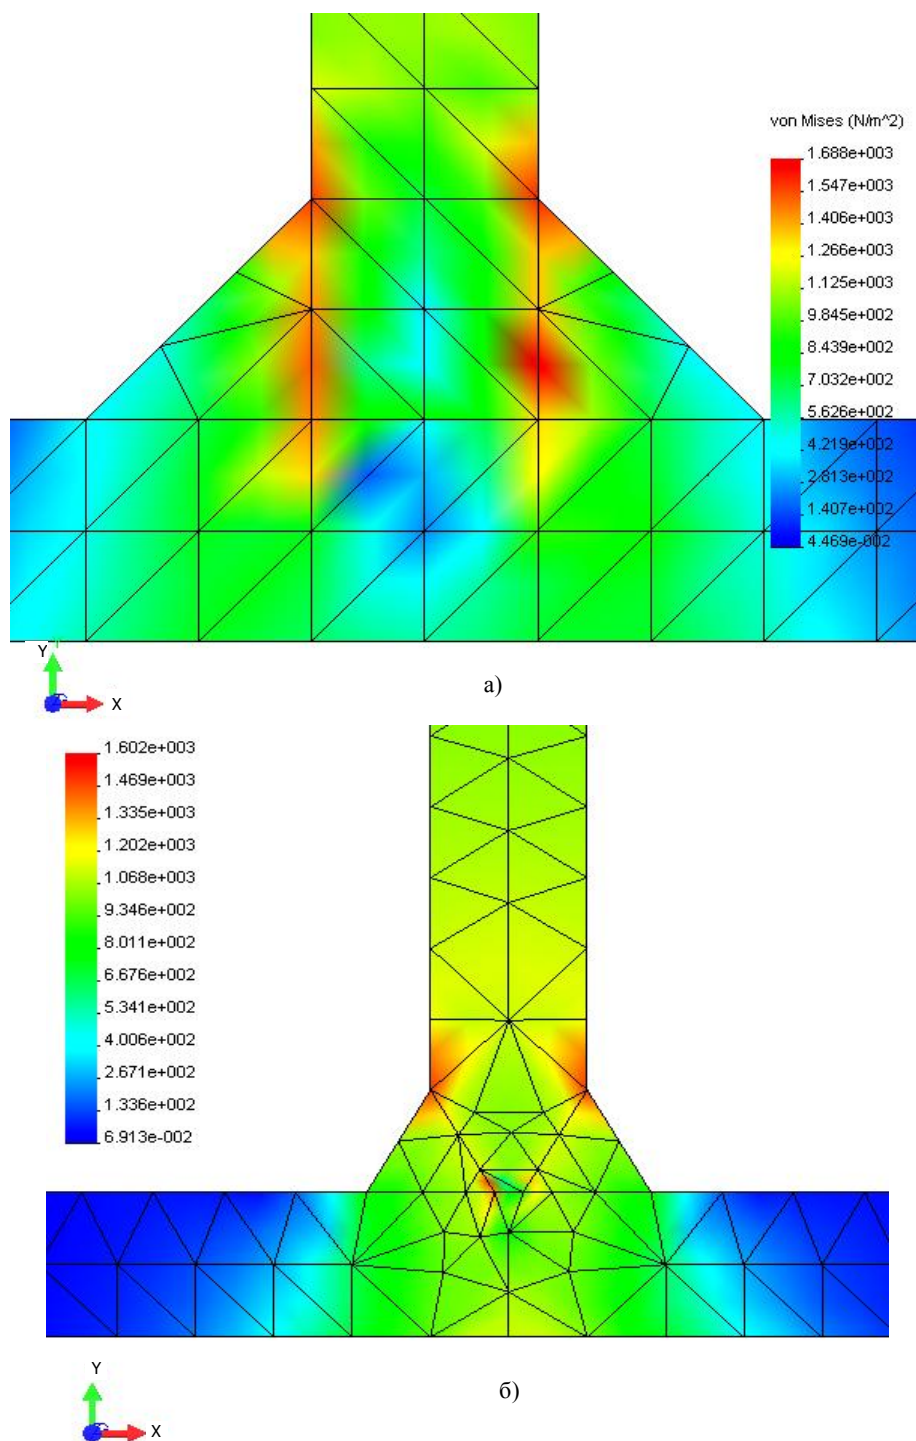 von Mises (N/m^2)
1.688e+003
1.547e+003
1.406e+003
1.266e+003
1.125e+003
9.845e+002
8.439e+002
7.032e+002
5.626e+002
4.219e+002
2.813e+002
1.407e+002
4.469e-002
Y
X
а)
1.602e+003
1.469e+003
1.335e+003
1.202e+003
1.068e+003
9.346e+002
8.011e+002
6.676e+002
5.341e+002
4.006e+002
2.671e+002
1.336e+002
6.913e-002
Y
X
б)